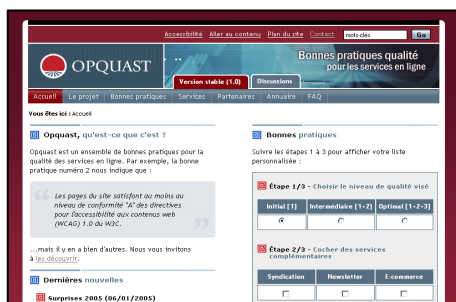 Accessibilité Aller au contenu Plan du site Contact mots-clés Go
OPQUAST
Bonnes pratiques qualité
pour les services en ligne
Version stable (1.0) Discussions
Accueil Le projet Bonnes pratiques Services Partenaires Annuaire FAQ
Vous êtes ici : Accueil
Opquast, qu'est-ce que c'est ?
Opquast est un ensemble de bonnes pratiques pour la
qualité des services en ligne. Par exemple, la bonne
pratique numéro 2 nous indique que :
Les pages du site satisfont au moins au
niveau de conformité "A" des directives
pour l'accessibilité aux contenus web
(WCAG) 1.0 du W3C.
...mais il y en a bien d'autres. Nous vous invitons
à les découvrir.
Dernières nouvelles
Surprises 2005 (06/01/2005)
Bonnes pratiques
Suivre les étapes 1 à 3 pour afficher votre liste
personnalisée :
Étape 1/3 - Choisir le niveau de qualité visé
Initial [1] Intermédiaire [1+2] Optimal [1+2+3]
Étape 2/3 - Cocher des services
complémentaires
Syndication Newsletter E-commerce